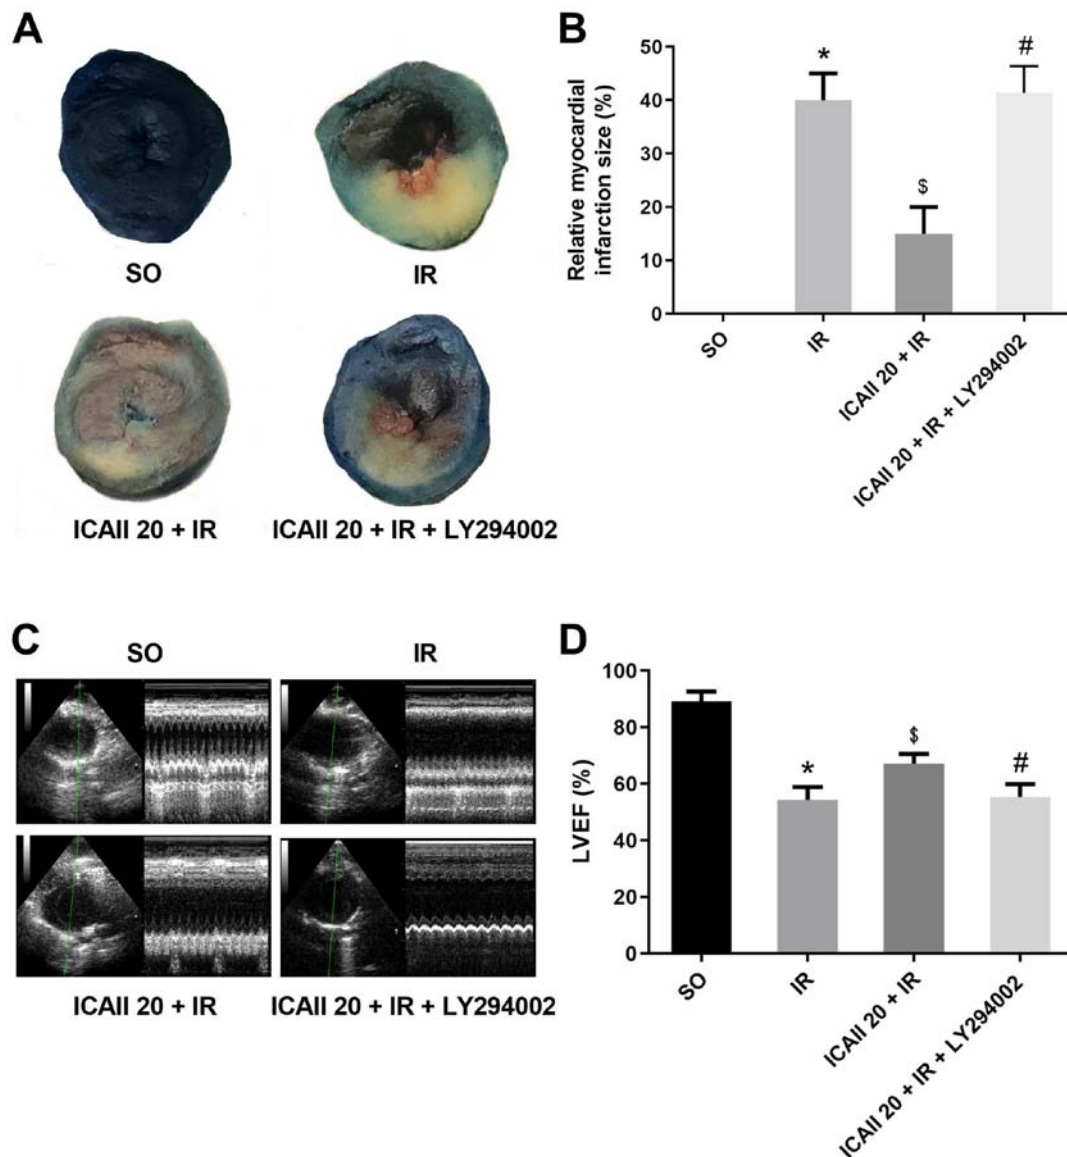 A
SO
IR
ICAII 20 + IR
ICAII 20 + IR + LY294002
B
Relative myocardial
infarction size (%)
50
40
30
20
10
0
*
$
#
SO
IR
ICAII 20 + IR
ICAII 20 + IR + LY294002
C
SO
IR
ICAII 20 + IR
ICAII 20 + IR + LY294002
D
LVEF (%)
100
80
60
40
20
0
*
$
#
SO
IR
ICAII 20 + IR
ICAII 20 + IR + LY294002